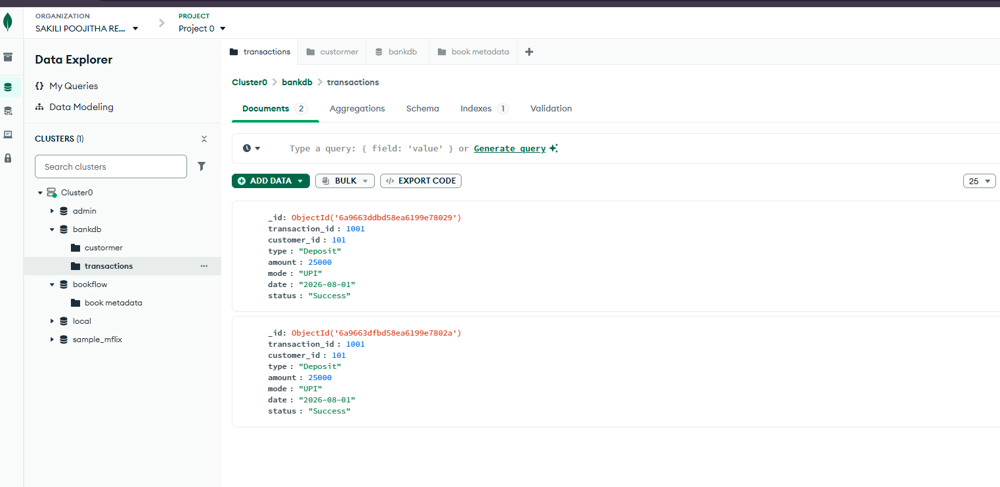 ORGANIZATION
SAKILI POOJITHA RE...
PROJECT
Project 0
Data Explorer
{} My Queries
Data Modeling
CLUSTERS (1)
Search clusters
Cluster0
admin
bankdb
custormer
transactions
...
bookflow
book metadata
local
sample_mflix
transactions
custormer
bankdb
book metadata
+
Cluster0 > bankdb > transactions
Documents 2 Aggregations Schema Indexes 1 Validation
Type a query: { field: 'value' } or Generate query
ADD DATA BULK </> EXPORT CODE 25
_id: ObjectId('6a9663ddbd58ea6199e78029')
transaction_id : 1001
customer_id : 101
type : "Deposit"
amount : 25000
mode : "UPI"
date : "2026-08-01"
status : "Success"
_id: ObjectId('6a9663dfbd58ea6199e7802a')
transaction_id : 1001
customer_id : 101
type : "Deposit"
amount : 25000
mode : "UPI"
date : "2026-08-01"
status : "Success"